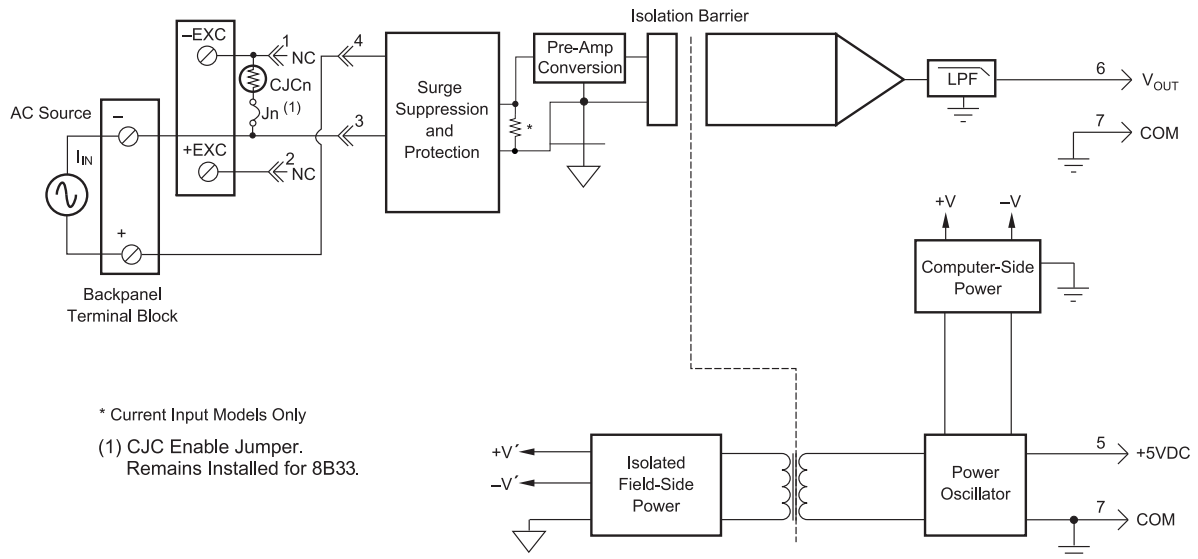 Isolation Barrier
–EXC
1
NC
4
CJCn
Jn (1)
AC Source
–
3
IIN
+EXC
2
NC
+
Backpanel
Terminal Block
Surge
Suppression
and
Protection
*
Pre-Amp
Conversion
LPF
6
VOUT
7
COM
+V
–V
Computer-Side
Power
* Current Input Models Only
(1) CJC Enable Jumper.
Remains Installed for 8B33.
+V´
–V´
Isolated
Field-Side
Power
Power
Oscillator
5
+5VDC
7
COM